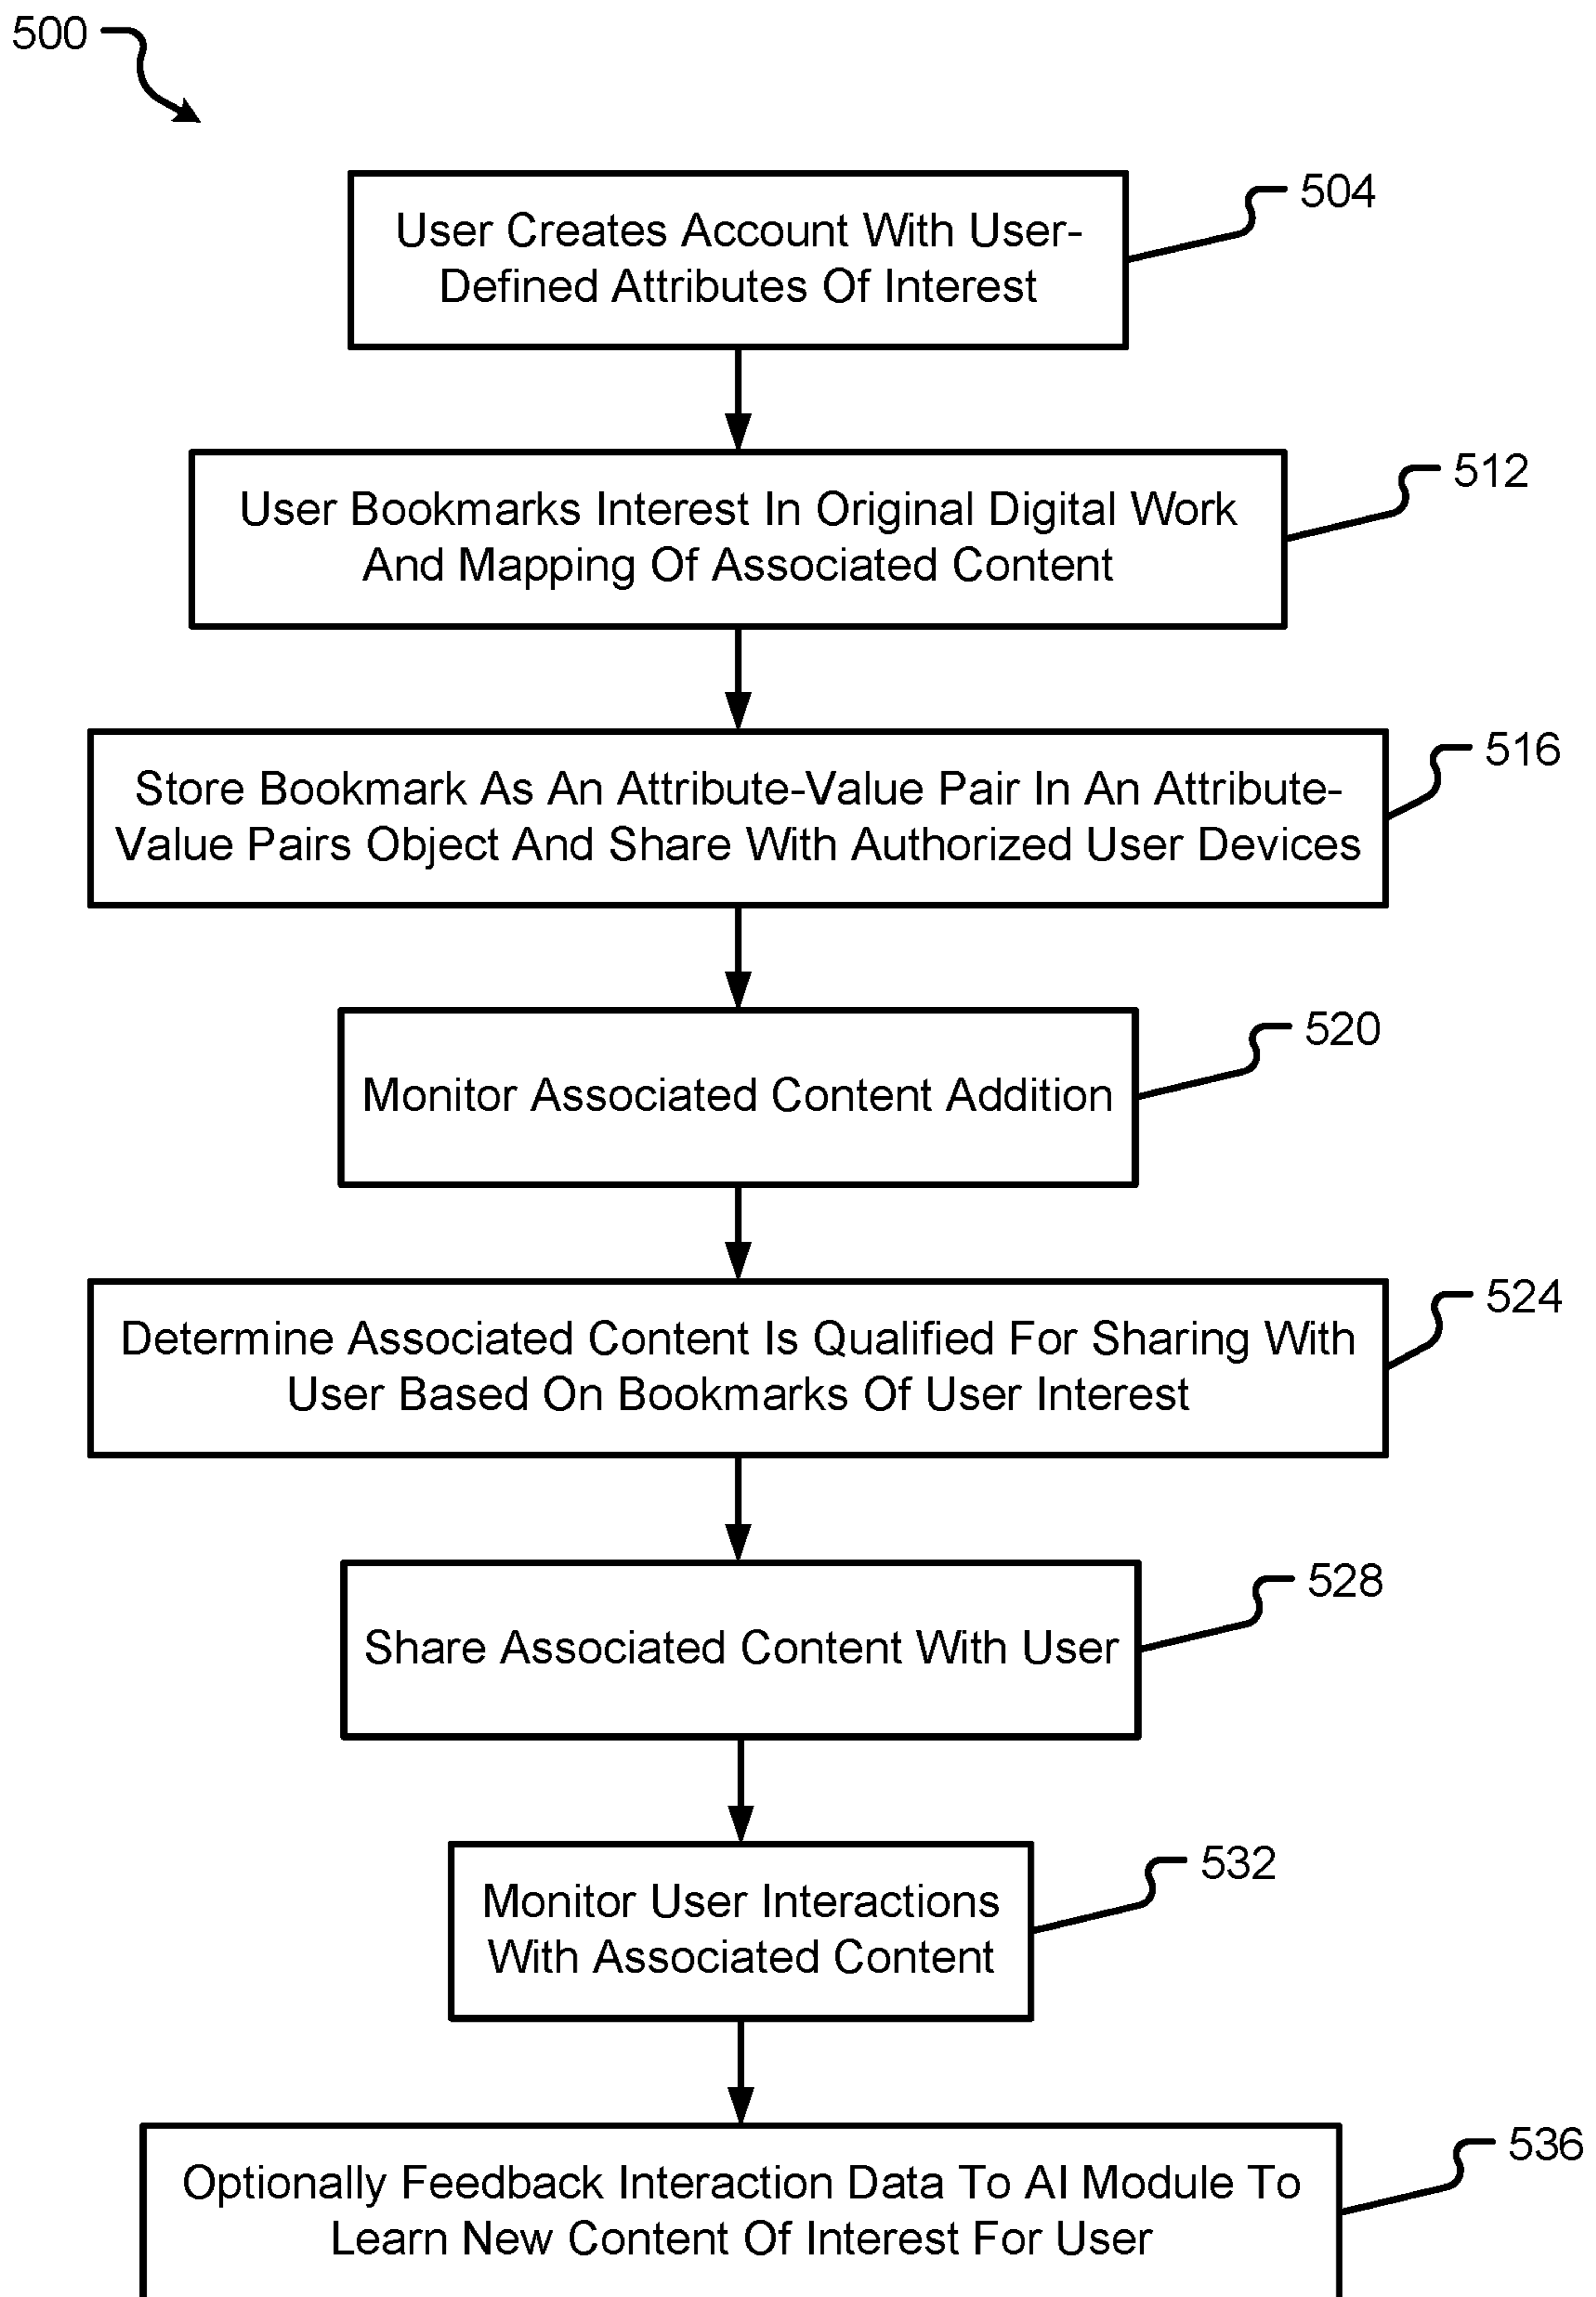 500
User Creates Account With User-
Defined Attributes Of Interest
504
User Bookmarks Interest In Original Digital Work
And Mapping Of Associated Content
512
Store Bookmark As An Attribute-Value Pair In An Attribute-
Value Pairs Object And Share With Authorized User Devices
516
Monitor Associated Content Addition
520
Determine Associated Content Is Qualified For Sharing With
User Based On Bookmarks Of User Interest
524
Share Associated Content With User
528
Monitor User Interactions
With Associated Content
532
Optionally Feedback Interaction Data To AI Module To
Learn New Content Of Interest For User
536